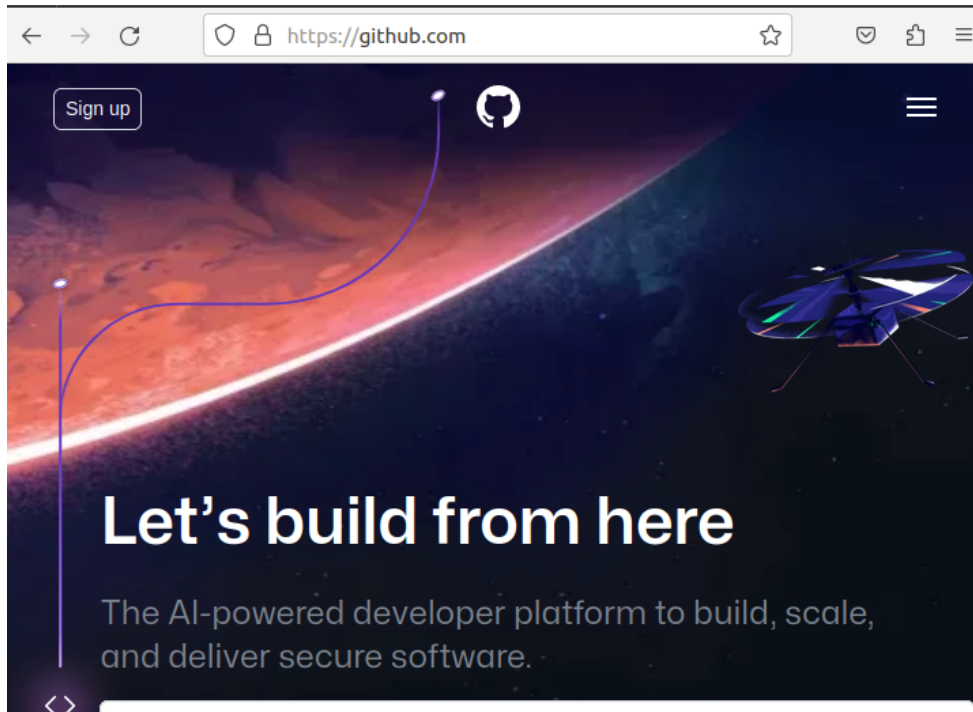 https://github.com
Sign up
Let’s build from here
The AI-powered developer platform to build, scale,
and deliver secure software.